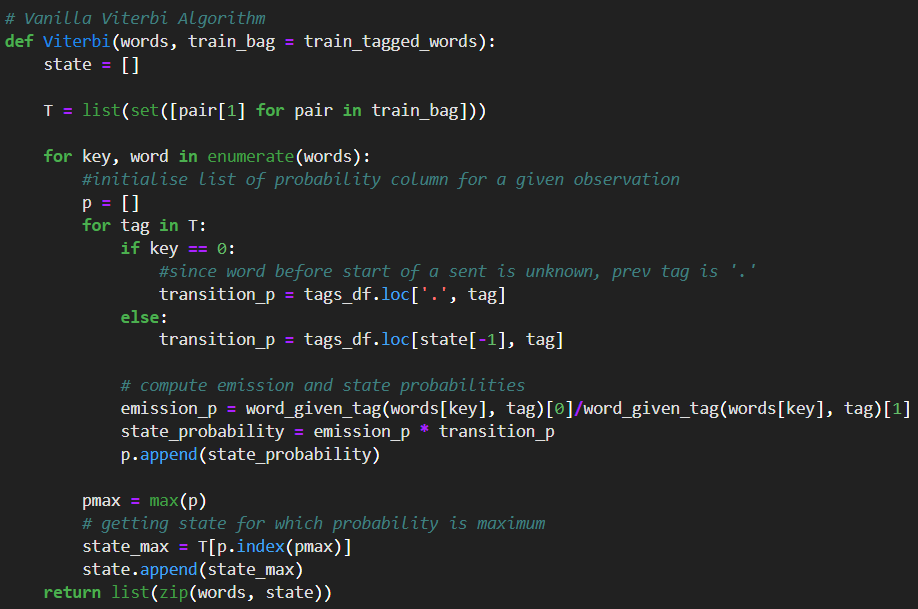 # Vanilla Viterbi Algorithm
def Viterbi(words, train_bag = train_tagged_words):
    state = []
    T = list(set([pair[1] for pair in train_bag]))
    for key, word in enumerate(words):
        #initialise list of probability column for a given observation
        p = []
        for tag in T:
            if key == 0:
                #since word before start of a sent is unknown, prev tag is '.'
                transition_p = tags_df.loc['.', tag]
            else:
                transition_p = tags_df.loc[state[-1], tag]
            # compute emission and state probabilities
            emission_p = word_given_tag(words[key], tag)[0]/word_given_tag(words[key], tag)[1]
            state_probability = emission_p * transition_p
            p.append(state_probability)
        pmax = max(p)
        # getting state for which probability is maximum
        state_max = T[p.index(pmax)]
        state.append(state_max)
    return list(zip(words, state))